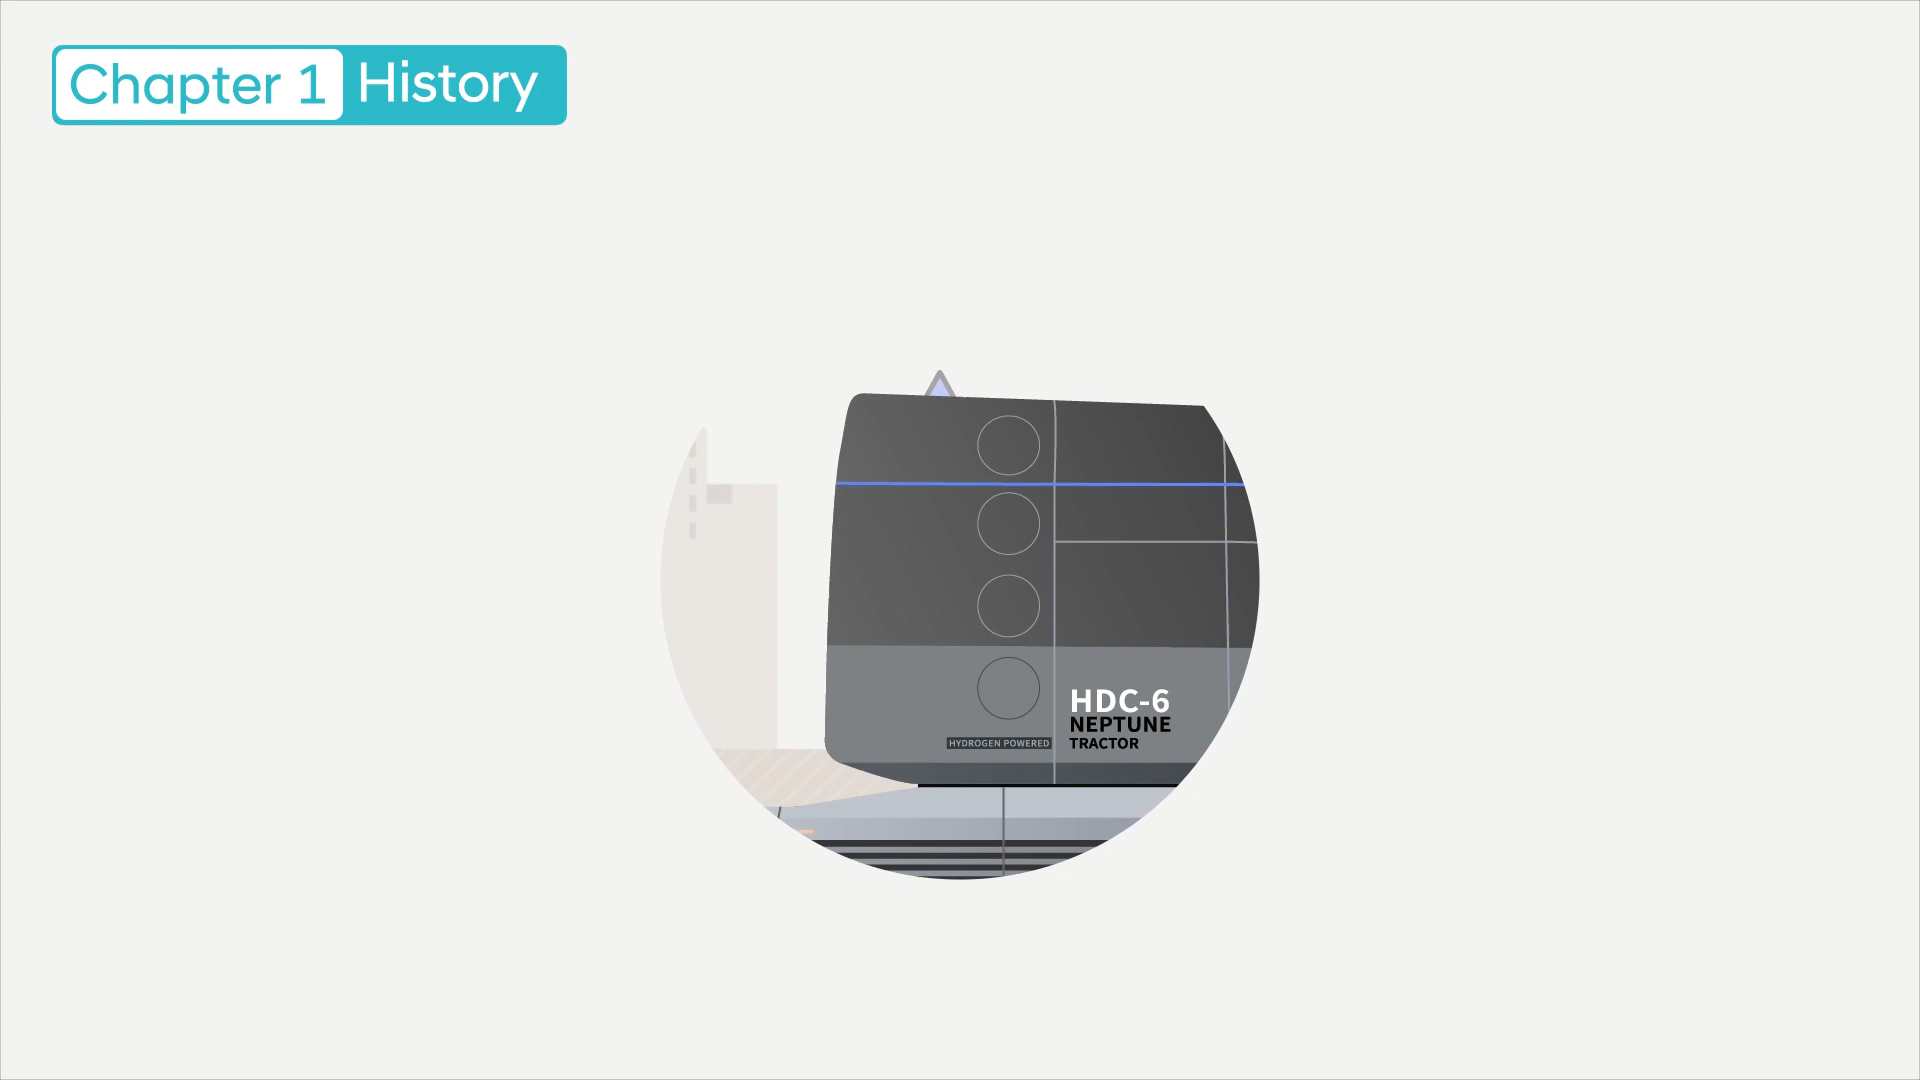 Chapter 1 History
HDC-6
NEPTUNE
HYDROGEN POWERED
TRACTOR